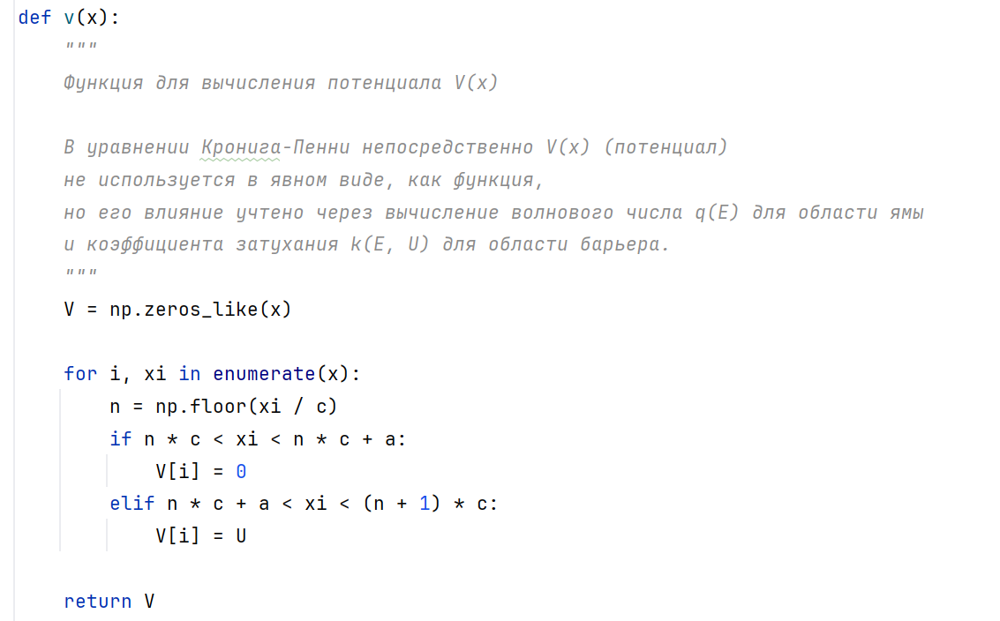 def v(x):
    """
    Функция для вычисления потенциала V(x)

    В уравнении Кронига-Пенни непосредственно V(x) (потенциал)
    не используется в явном виде, как функция,
    но его влияние учтено через вычисление волнового числа q(E) для области ямы
    и коэффициента затухания k(E, U) для области барьера.
    """
    V = np.zeros_like(x)

    for i, xi in enumerate(x):
        n = np.floor(xi / c)
        if n * c < xi < n * c + a:
            V[i] = 0
        elif n * c + a < xi < (n + 1) * c:
            V[i] = U

    return V